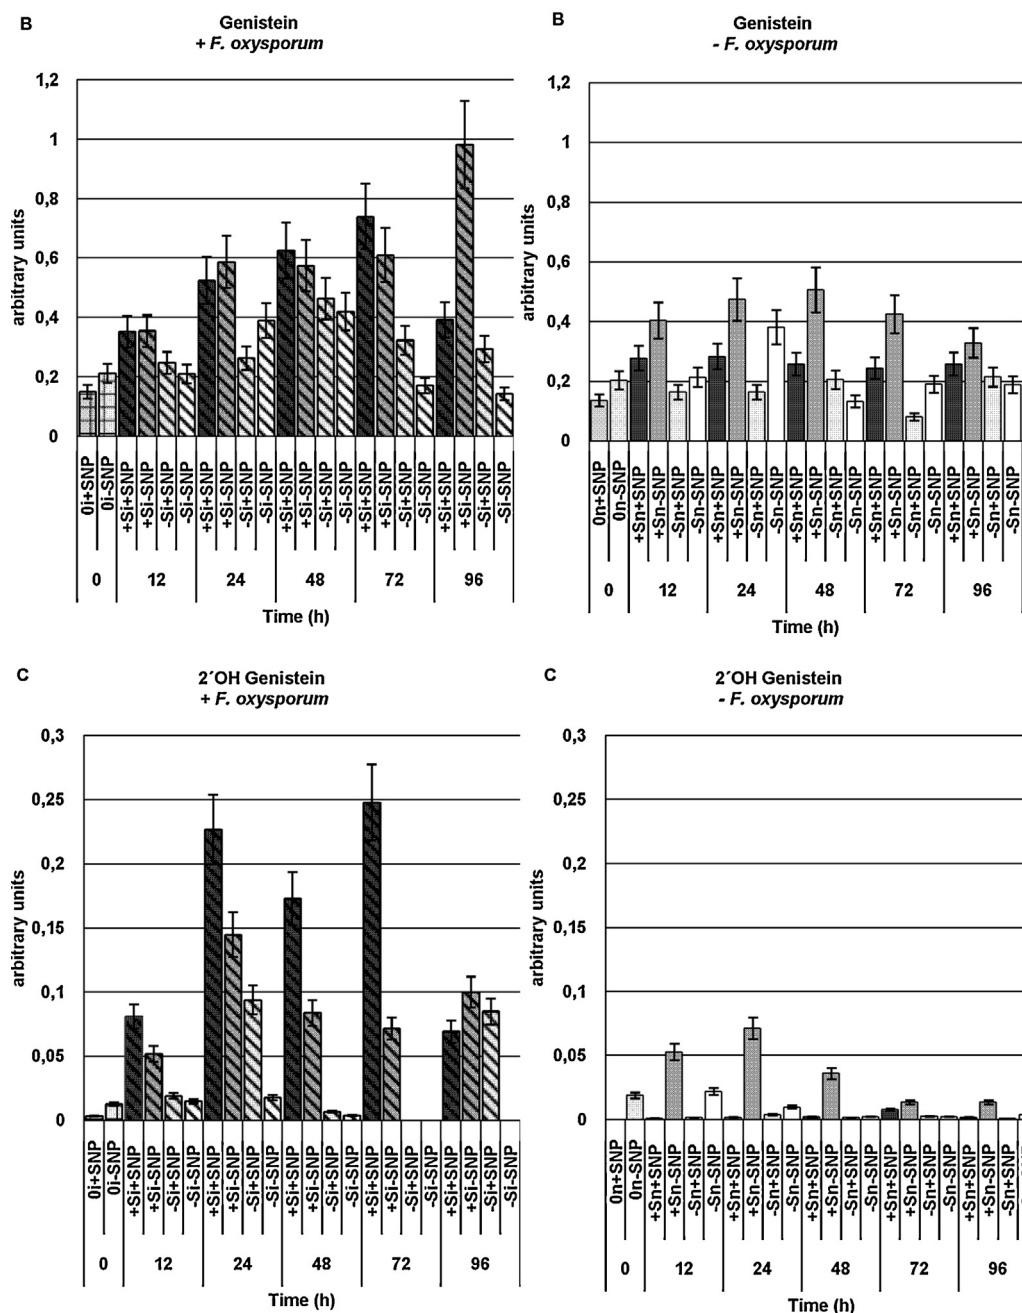 B
Genistein
+ F. oxysporum
arbitrary units
1,2
1
0,8
0,6
0,4
0,2
0
0i+SNP
0i-SNP
+Si+SNP
+Si-SNP
-Si+SNP
-Si-SNP
+Si+SNP
+Si-SNP
-Si+SNP
-Si-SNP
+Si+SNP
+Si-SNP
-Si+SNP
-Si-SNP
+Si+SNP
+Si-SNP
-Si+SNP
-Si-SNP
+Si+SNP
+Si-SNP
-Si+SNP
-Si-SNP
0 12 24 48 72 96
Time (h)
B
Genistein
- F. oxysporum
arbitrary units
1,2
1
0,8
0,6
0,4
0,2
0
0n+SNP
0n-SNP
+Sn+SNP
+Sn-SNP
-Sn+SNP
-Sn-SNP
+Sn+SNP
+Sn-SNP
-Sn+SNP
-Sn-SNP
+Sn+SNP
+Sn-SNP
-Sn+SNP
-Sn-SNP
+Sn+SNP
+Sn-SNP
-Sn+SNP
-Sn-SNP
+Sn+SNP
+Sn-SNP
-Sn+SNP
-Sn-SNP
0 12 24 48 72 96
Time (h)
C
2´OH Genistein
+ F. oxysporum
arbitrary units
0,3
0,25
0,2
0,15
0,1
0,05
0
0i+SNP
0i-SNP
+Si+SNP
+Si-SNP
-Si+SNP
-Si-SNP
+Si+SNP
+Si-SNP
-Si+SNP
-Si-SNP
+Si+SNP
+Si-SNP
-Si+SNP
-Si-SNP
+Si+SNP
+Si-SNP
-Si+SNP
-Si-SNP
+Si+SNP
+Si-SNP
-Si+SNP
-Si-SNP
0 12 24 48 72 96
Time (h)
C
2´OH Genistein
- F. oxysporum
arbitrary units
0,3
0,25
0,2
0,15
0,1
0,05
0
0n+SNP
0n-SNP
+Sn+SNP
+Sn-SNP
-Sn+SNP
-Sn-SNP
+Sn+SNP
+Sn-SNP
-Sn+SNP
-Sn-SNP
+Sn+SNP
+Sn-SNP
-Sn+SNP
-Sn-SNP
+Sn+SNP
+Sn-SNP
-Sn+SNP
-Sn-SNP
+Sn+SNP
+Sn-SNP
-Sn+SNP
0 12 24 48 72 96
Time (h)